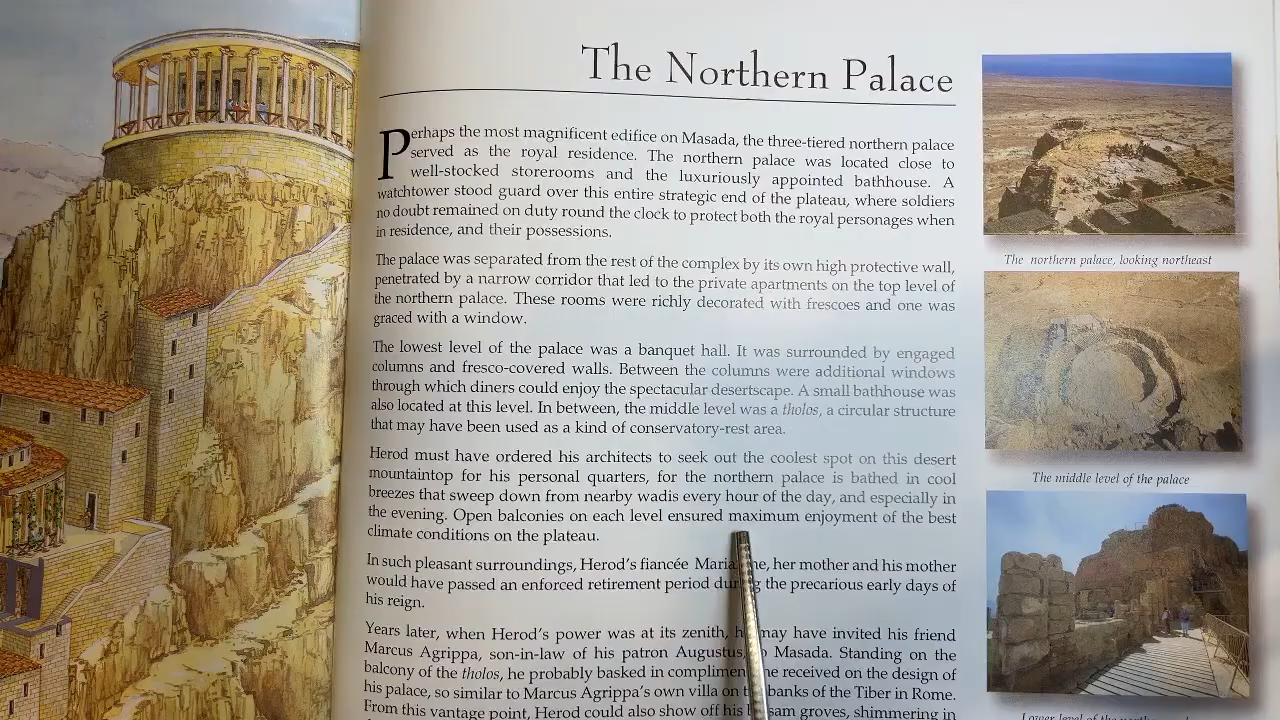 The Northern Palace
Perhaps the most magnificent edifice on Masada, the three-tiered northern palace
served as the royal residence. The northern palace was located close to
well-stocked storerooms and the luxuriously appointed bathhouse. A
watchtower stood guard over this entire strategic end of the plateau, where soldiers
no doubt remained on duty round the clock to protect both the royal personages when
in residence, and their possessions.
The palace was separated from the rest of the complex by its own high protective wall,
penetrated by a narrow corridor that led to the private apartments on the top level of
the northern palace. These rooms were richly decorated with frescoes and one was
graced with a window.
The lowest level of the palace was a banquet hall. It was surrounded by engaged
columns and fresco-covered walls. Between the columns were additional windows
through which diners could enjoy the spectacular desertscape. A small bathhouse was
also located at this level. In between, the middle level was a tholos, a circular structure
that may have been used as a kind of conservatory-rest area.
Herod must have ordered his architects to seek out the coolest spot on this desert
mountaintop for his personal quarters, for the northern palace is bathed in cool
breezes that sweep down from nearby wadis every hour of the day, and especially in
the evening. Open balconies on each level ensured maximum enjoyment of the best
climate conditions on the plateau.
In such pleasant surroundings, Herod's fiancée her mother and his mother
would have passed an enforced retirement period the precarious early days of
his reign.
Years later, when Herod's power was at its zenith, may have invited his friend
Marcus Agrippa, son-in-law of his patron Augustus, Masada. Standing on the
balcony of the tholos, he probably basked in received on the design of
his palace, so similar to Marcus Agrippa's own villa on banks of the Tiber in Rome.
From this vantage point, Herod could also show off his groves, shimmering in
The northern palace, looking northeast
The middle level of the palace
Lower level of the